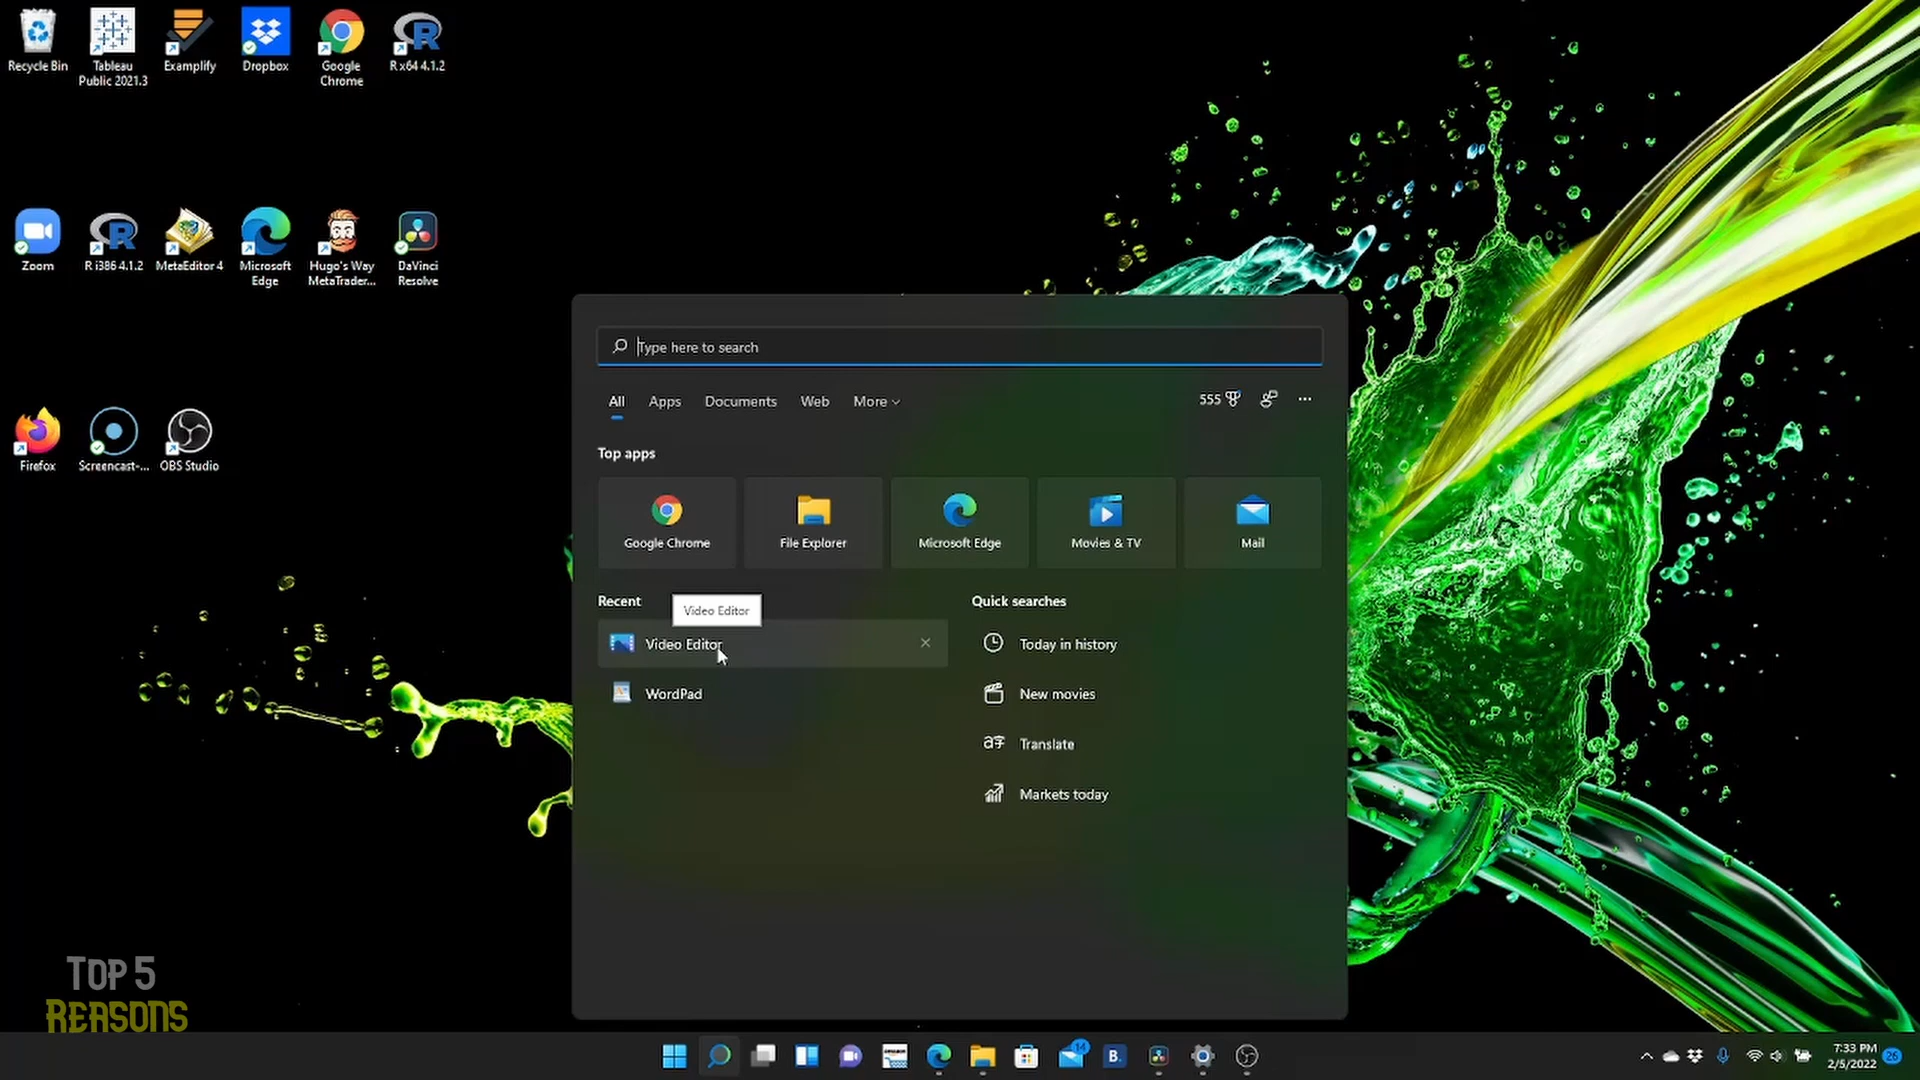 Recycle Bin
Tableau
Public 2021.3
Examplify
Dropbox
Google
Chrome
R x64 4.1.2
Zoom
R i386 4.1.2
MetaEditor 4
Microsoft
Edge
Hugo's Way
MetaTrader...
DaVinci
Resolve
Firefox
Screencast-...
OBS Studio
Type here to search
All
Apps
Documents
Web
More
555
Top apps
Google Chrome
File Explorer
Microsoft Edge
Movies & TV
Mail
Recent
Video Editor
Video Editor
WordPad
Quick searches
Today in history
New movies
Translate
Markets today
TOP 5
REASONS
14
B.
7:33 PM
2/5/2022
26